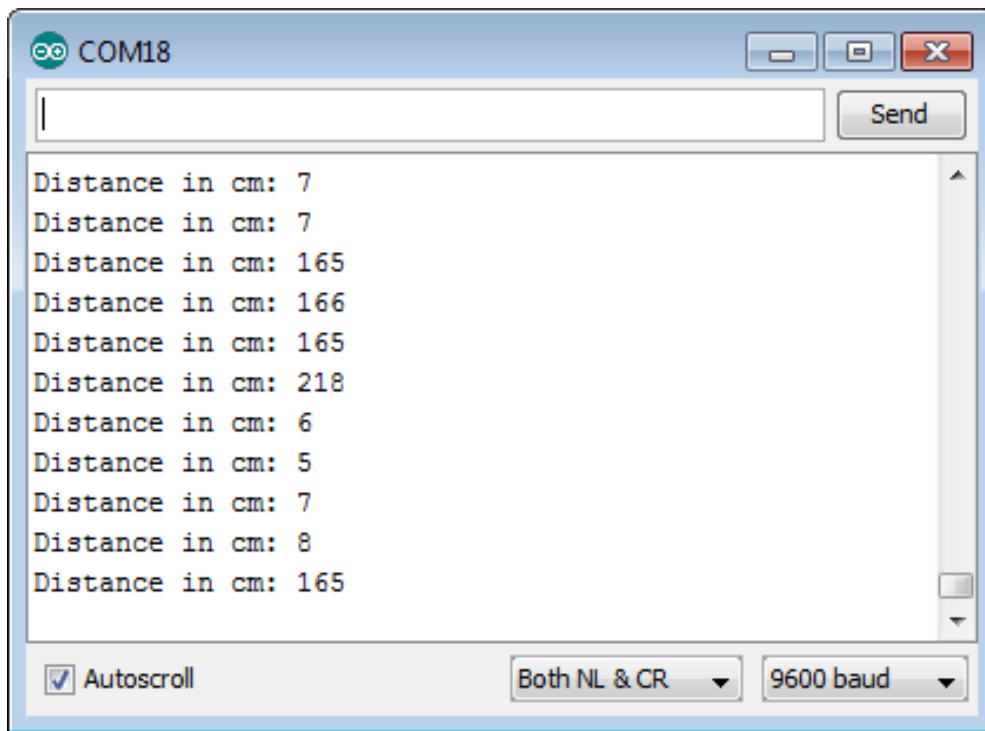 COM18
Send
Distance in cm: 7
Distance in cm: 7
Distance in cm: 165
Distance in cm: 166
Distance in cm: 165
Distance in cm: 218
Distance in cm: 6
Distance in cm: 5
Distance in cm: 7
Distance in cm: 8
Distance in cm: 165
Autoscroll Both NL & CR 9600 baud